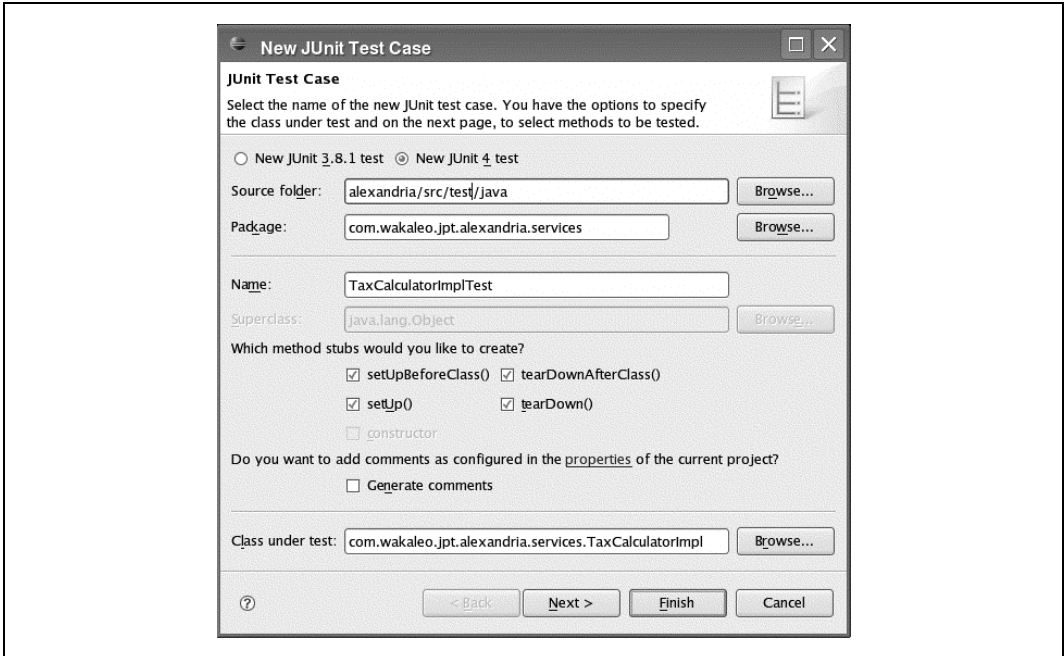 New JUnit Test Case
JUnit Test Case
Select the name of the new JUnit test case. You have the options to specify
the class under test and on the next page, to select methods to be tested.
New JUnit 3.8.1 test New JUnit 4 test
Source folder: alexandria/src/test/java Browse...
Package: com.wakaleo.jpt.alexandria.services Browse...
Name: TaxCalculatorImplTest
Superclass: java.lang.Object Browse...
Which method stubs would you like to create?
setUpBeforeClass() tearDownAfterClass()
setUp() tearDown()
constructor
Do you want to add comments as configured in the properties of the current project?
Generate comments
Class under test: com.wakaleo.jpt.alexandria.services.TaxCalculatorImpl Browse...
? < Back Next > Finish Cancel